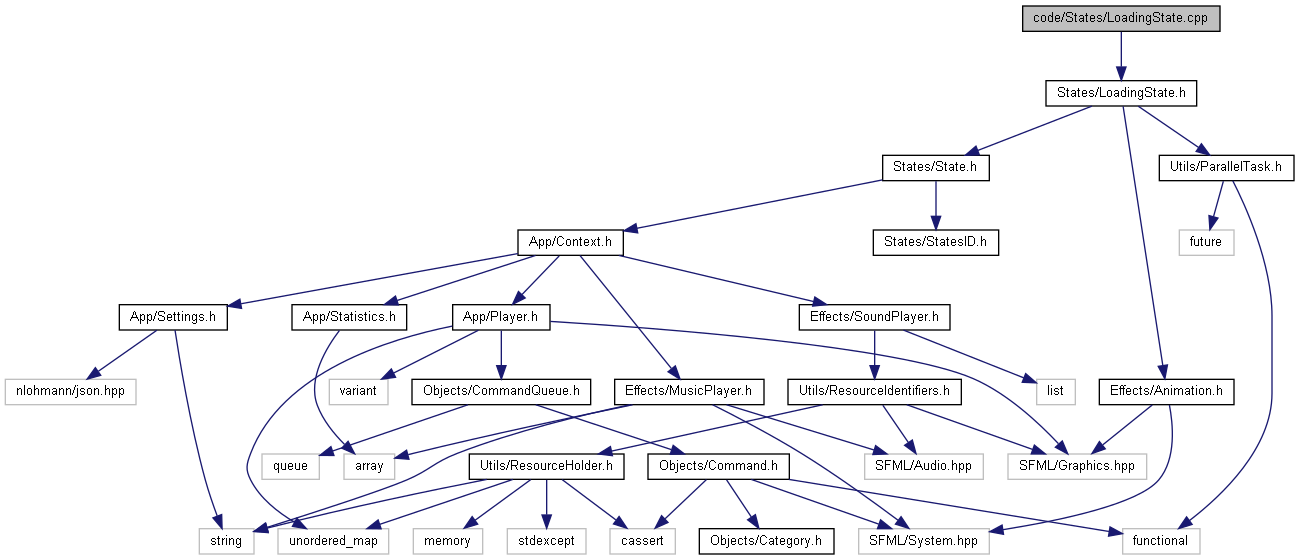 code/States/LoadingState.cpp
States/LoadingState.h
States/State.h
Utils/ParallelTask.h
App/Context.h
States/StatesID.h
future
App/Settings.h
App/Statistics.h
App/Player.h
Effects/SoundPlayer.h
nlohmann/json.hpp
variant
Objects/CommandQueue.h
Effects/MusicPlayer.h
Utils/ResourceIdentifiers.h
list
Effects/Animation.h
queue
array
Utils/ResourceHolder.h
Objects/Command.h
SFML/Audio.hpp
SFML/Graphics.hpp
string
unordered_map
memory
stdexcept
cassert
Objects/Category.h
SFML/System.hpp
functional